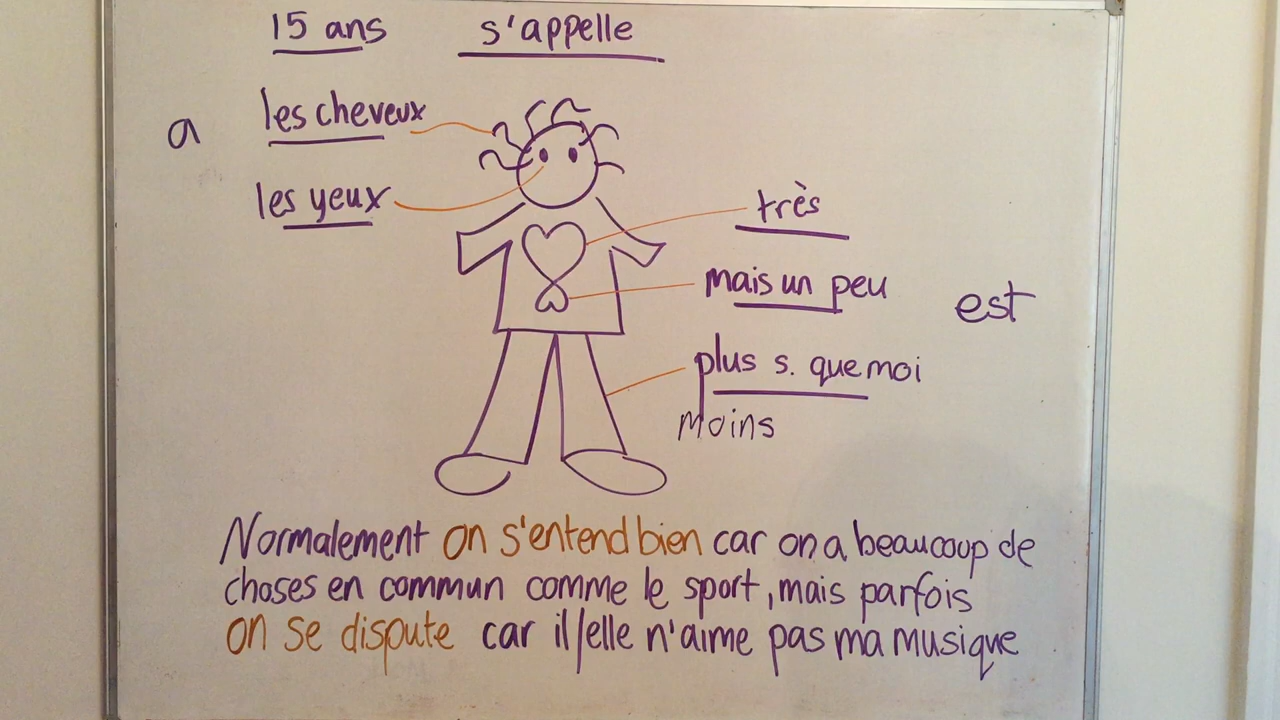 15 ans s'appelle
a les cheveux
les yeux
très
mais un peu
est
plus s. que moi
moins
Normalement on s'entend bien car on a beaucoup de
choses en commun comme le sport, mais parfois
on se dispute car il/elle n'aime pas ma musique